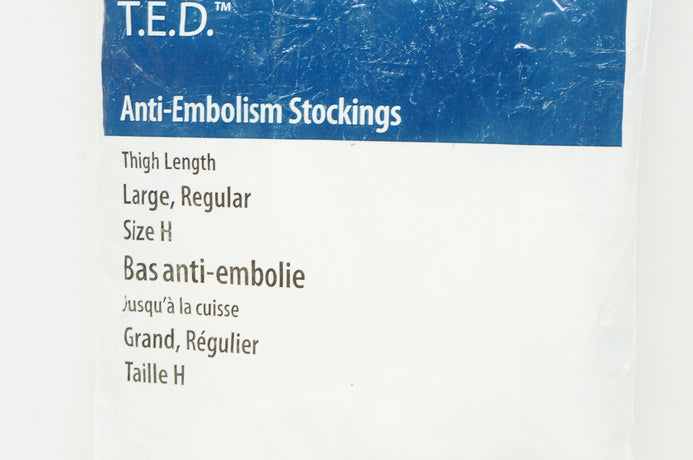 T.E.D.™
Anti-Embolism Stockings
Thigh Length
Large, Regular
Size H
Bas anti-embolie
Jusqu'à la cuisse
Grand, Régulier
Taille H